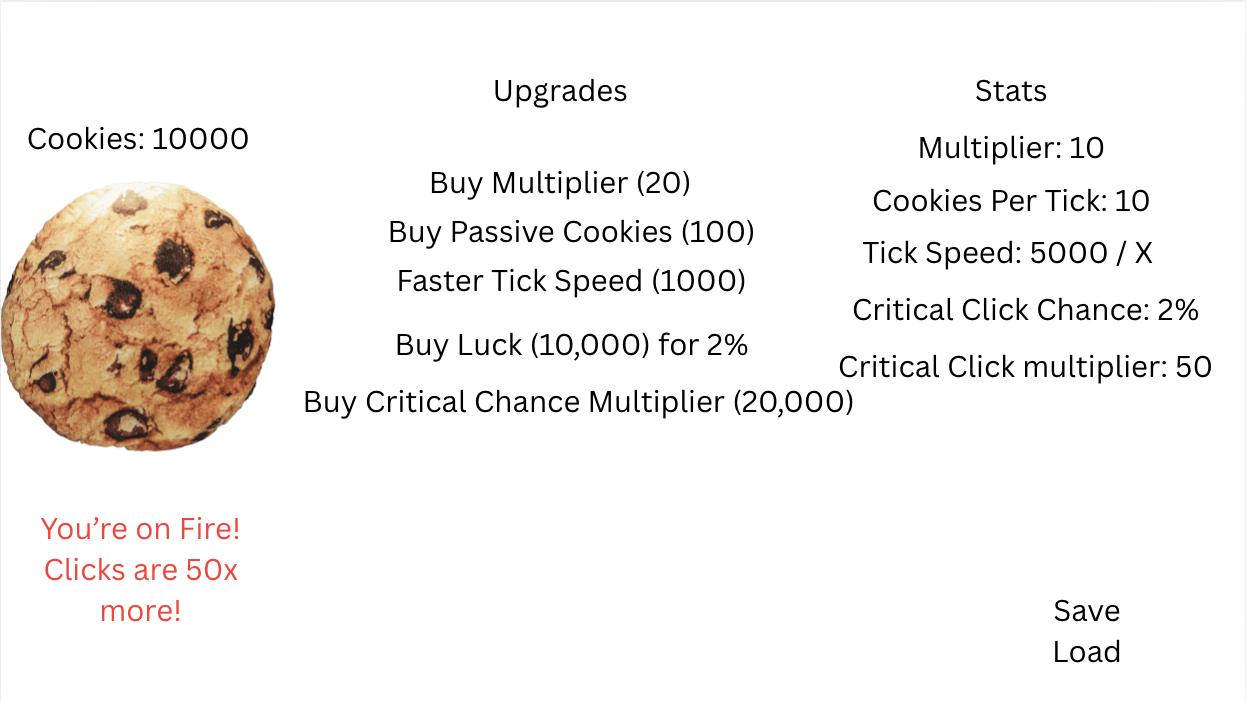 Cookies: 10000
You’re on Fire!
Clicks are 50x
more!
Upgrades
Buy Multiplier (20)
Buy Passive Cookies (100)
Faster Tick Speed (1000)
Buy Luck (10,000) for 2%
Buy Critical Chance Multiplier (20,000)
Stats
Multiplier: 10
Cookies Per Tick: 10
Tick Speed: 5000 / X
Critical Click Chance: 2%
Critical Click multiplier: 50
Save
Load